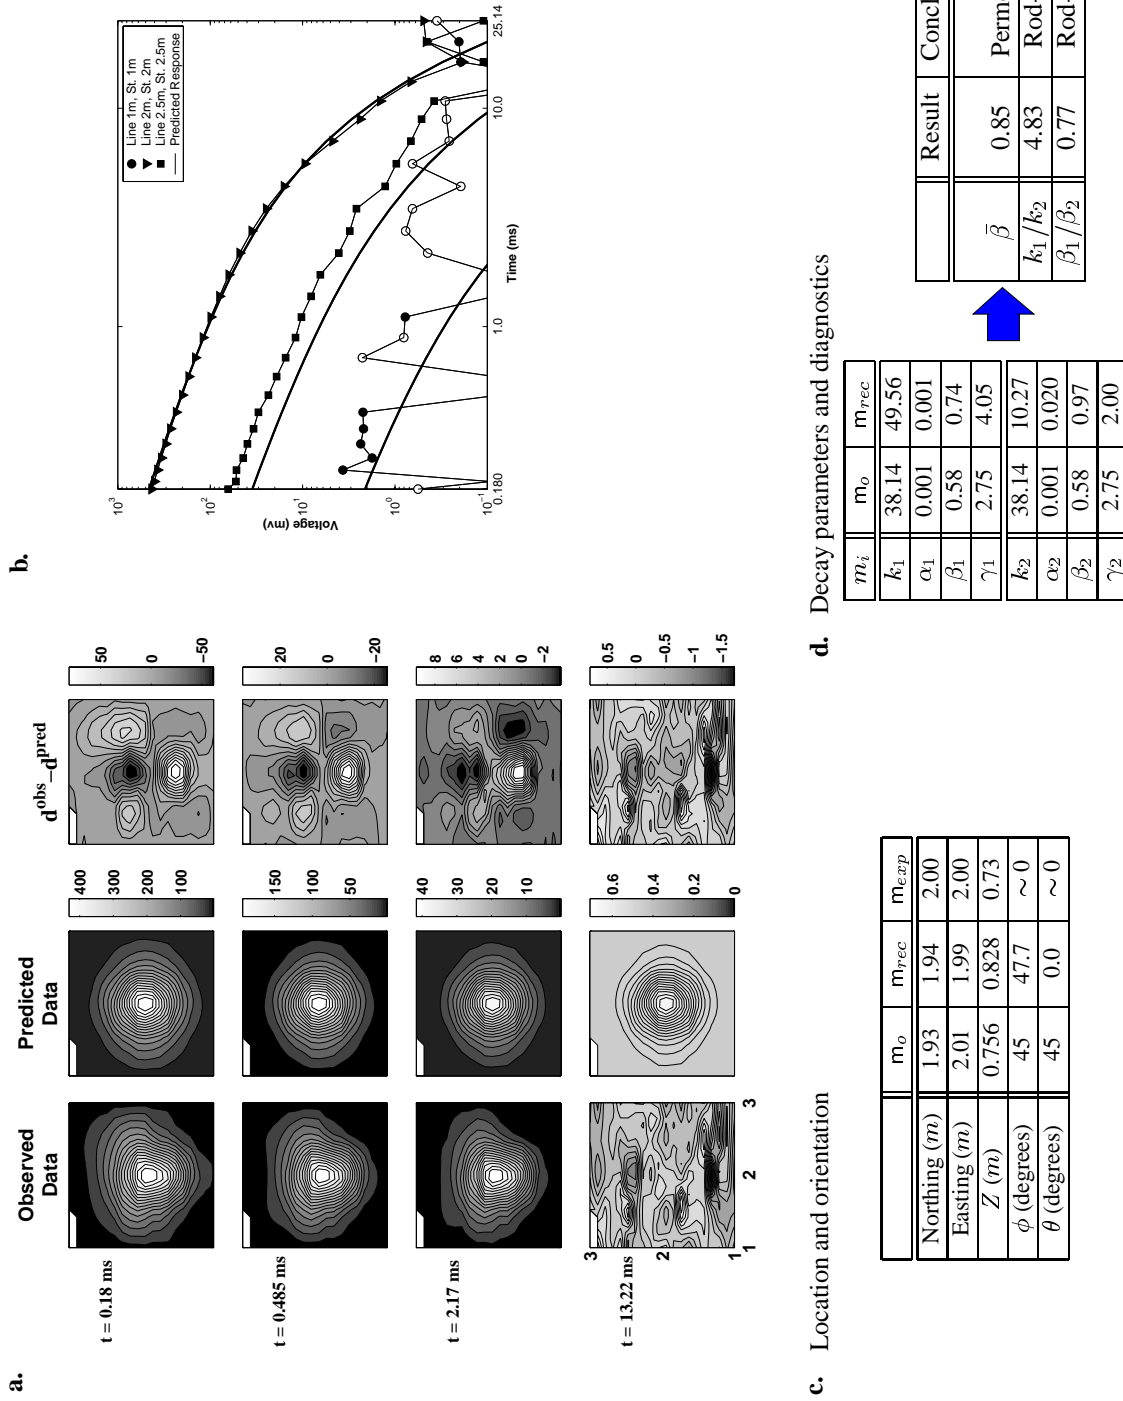 a.
Observed
Data
Predicted
Data
d^obs–d^pred
t = 0.18 ms
400
300
200
100
50
0
−50
t = 0.485 ms
150
100
50
20
0
−20
t = 2.17 ms
40
30
20
10
8
6
4
2
0
−2
t = 13.22 ms
3
2
1
1
2
3
0.6
0.4
0.2
0
0.5
0
−0.5
−1
−1.5
b.
Line 1m, St. 1m
Line 2m, St. 2m
Line 2.5m, St. 2.5m
Predicted Response
Voltage (mv)
10^3
10^2
10^1
10^0
10^−1
0.180
1.0
10.0
25.14
Time (ms)
c. Location and orientation
m_o m_rec m_exp
Northing (m) 1.93 1.94 2.00
Easting (m) 2.01 1.99 2.00
Z (m) 0.756 0.828 0.73
ϕ (degrees) 45 47.7 ∼ 0
θ (degrees) 45 0.0 ∼ 0
d. Decay parameters and diagnostics
m_i m_o m_rec
k_1 38.14 49.56
α_1 0.001 0.001
β_1 0.58 0.74
γ_1 2.75 4.05
k_2 38.14 10.27
α_2 0.001 0.020
β_2 0.58 0.97
γ_2 2.75 2.00
Result Concl
β̄ 0.85 Perm
k_1/k_2 4.83 Rod-
β_1/β_2 0.77 Rod-